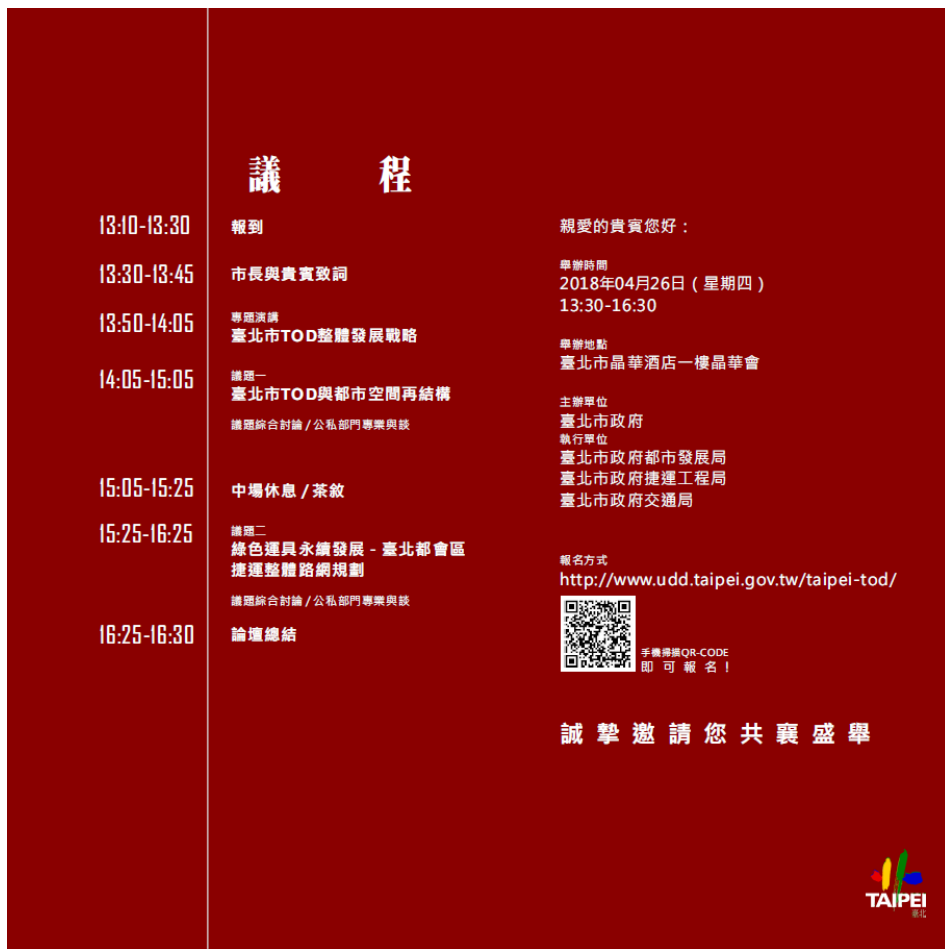 議 程
13:10-13:30 報到
13:30-13:45 市長與貴賓致詞
13:50-14:05 專題演講
臺北市TOD整體發展戰略
14:05-15:05 議題一
臺北市TOD與都市空間再結構
議題綜合討論/公私部門專業與談
15:05-15:25 中場休息/茶敘
15:25-16:25 議題二
綠色運具永續發展-臺北都會區
捷運整體路網規劃
議題綜合討論/公私部門專業與談
16:25-16:30 論壇總結
親愛的貴賓您好：
舉辦時間
2018年04月26日（星期四）
13:30-16:30
舉辦地點
臺北市晶華酒店一樓晶華會
主辦單位
臺北市政府
執行單位
臺北市政府都市發展局
臺北市政府捷運工程局
臺北市政府交通局
報名方式
http://www.udd.taipei.gov.tw/taipei-tod/
手機掃描QR-CODE
即可報名！
誠摯邀請您共襄盛舉
TAIPEI
臺北